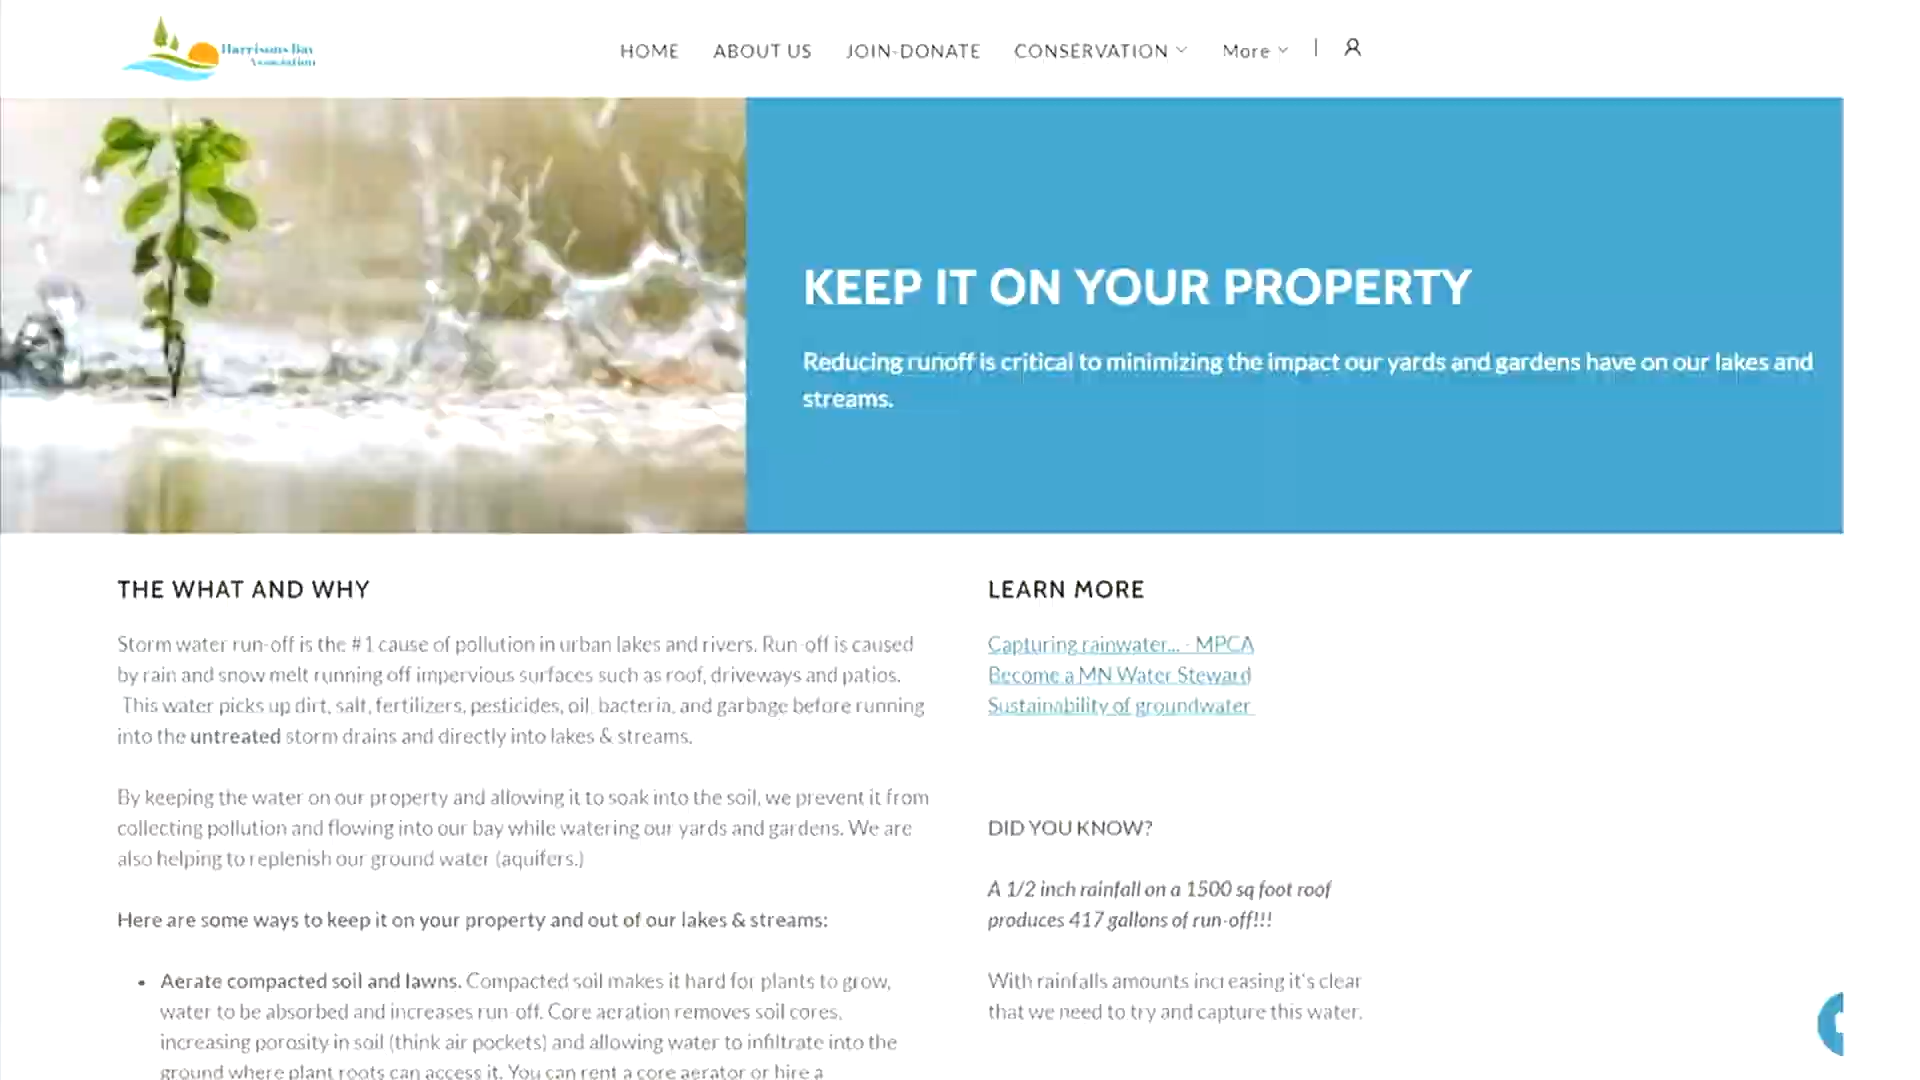 Harrisons Bay
Association
HOME ABOUT US JOIN-DONATE CONSERVATION More
KEEP IT ON YOUR PROPERTY
Reducing runoff is critical to minimizing the impact our yards and gardens have on our lakes and
streams.
THE WHAT AND WHY
Storm water run-off is the #1 cause of pollution in urban lakes and rivers. Run-off is caused
by rain and snow melt running off impervious surfaces such as roof, driveways and patios.
This water picks up dirt, salt, fertilizers, pesticides, oil, bacteria, and garbage before running
into the untreated storm drains and directly into lakes & streams.
By keeping the water on our property and allowing it to soak into the soil, we prevent it from
collecting pollution and flowing into our bay while watering our yards and gardens. We are
also helping to replenish our ground water (aquifers.)
Here are some ways to keep it on your property and out of our lakes & streams:
• Aerate compacted soil and lawns. Compacted soil makes it hard for plants to grow,
water to be absorbed and increases run-off. Core aeration removes soil cores,
increasing porosity in soil (think air pockets) and allowing water to infiltrate into the
ground where plant roots can access it. You can rent a core aerator or hire a
LEARN MORE
Capturing rainwater... - MPCA
Become a MN Water Steward
Sustainability of groundwater
DID YOU KNOW?
A 1/2 inch rainfall on a 1500 sq foot roof
produces 417 gallons of run-off!!!
With rainfalls amounts increasing it's clear
that we need to try and capture this water.